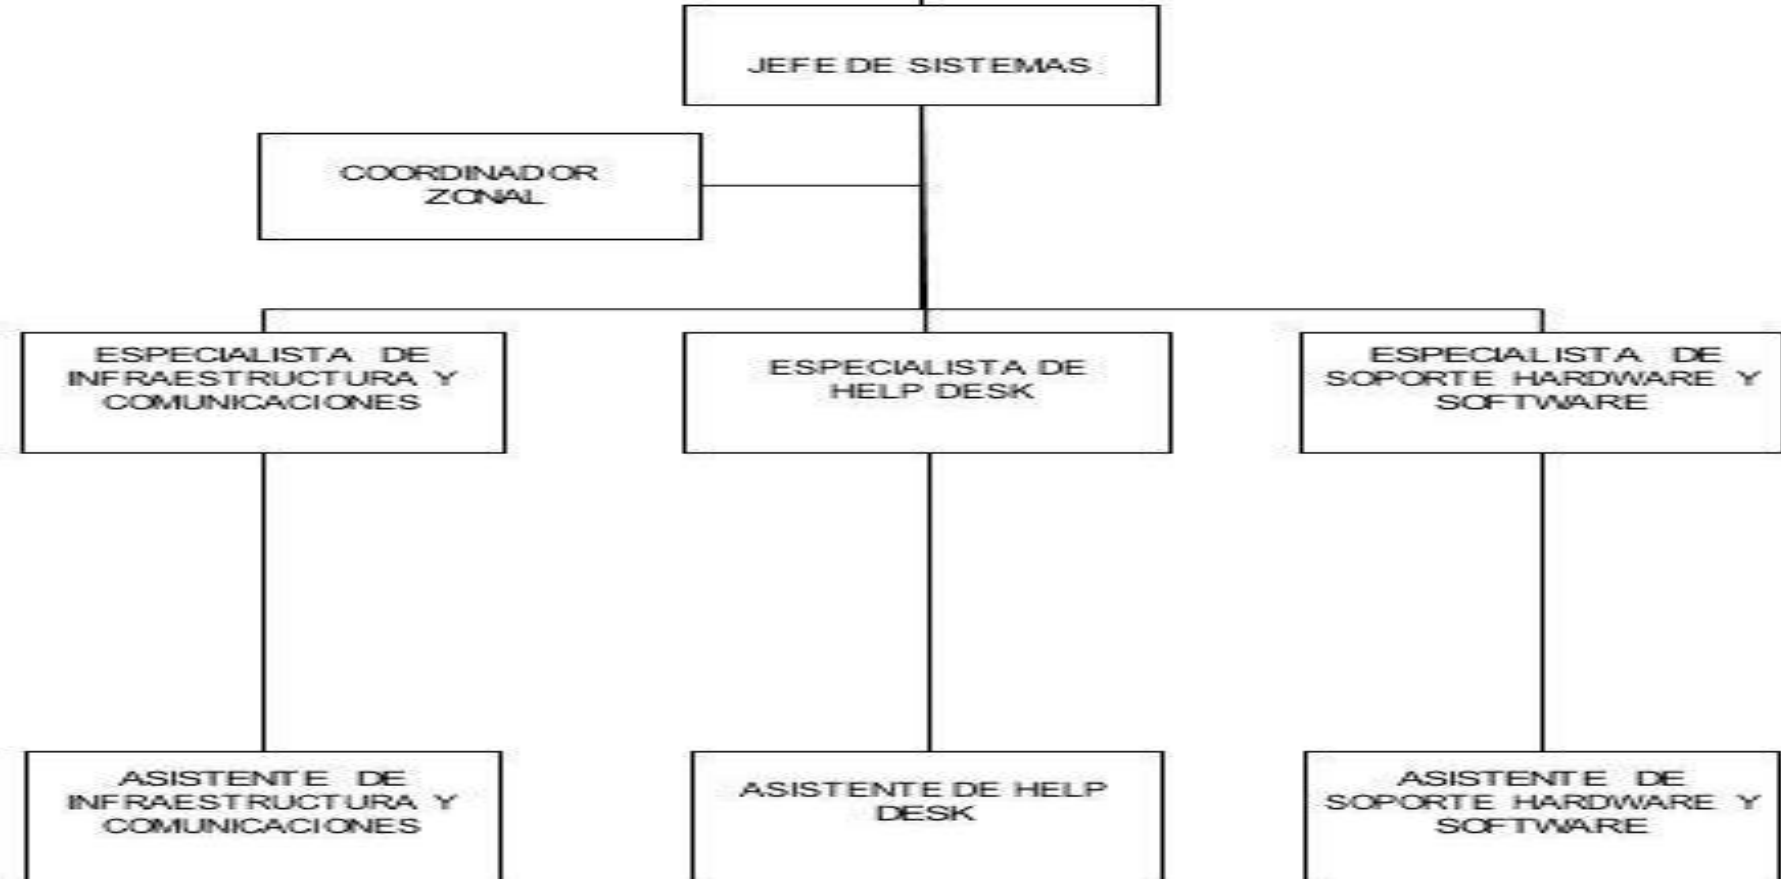 JEFE DE SISTEMAS
COORDINADOR
ZONAL
ESPECIALISTA DE
INFRAESTRUCTURA Y
COMUNICACIONES
ESPECIALISTA DE
HELP DESK
ESPECIALISTA DE
SOPORTE HARDWARE Y
SOFTWARE
ASISTENTE DE
INFRAESTRUCTURA Y
COMUNICACIONES
ASISTENTE DE HELP
DESK
ASISTENTE DE
SOPORTE HARDWARE Y
SOFTWARE